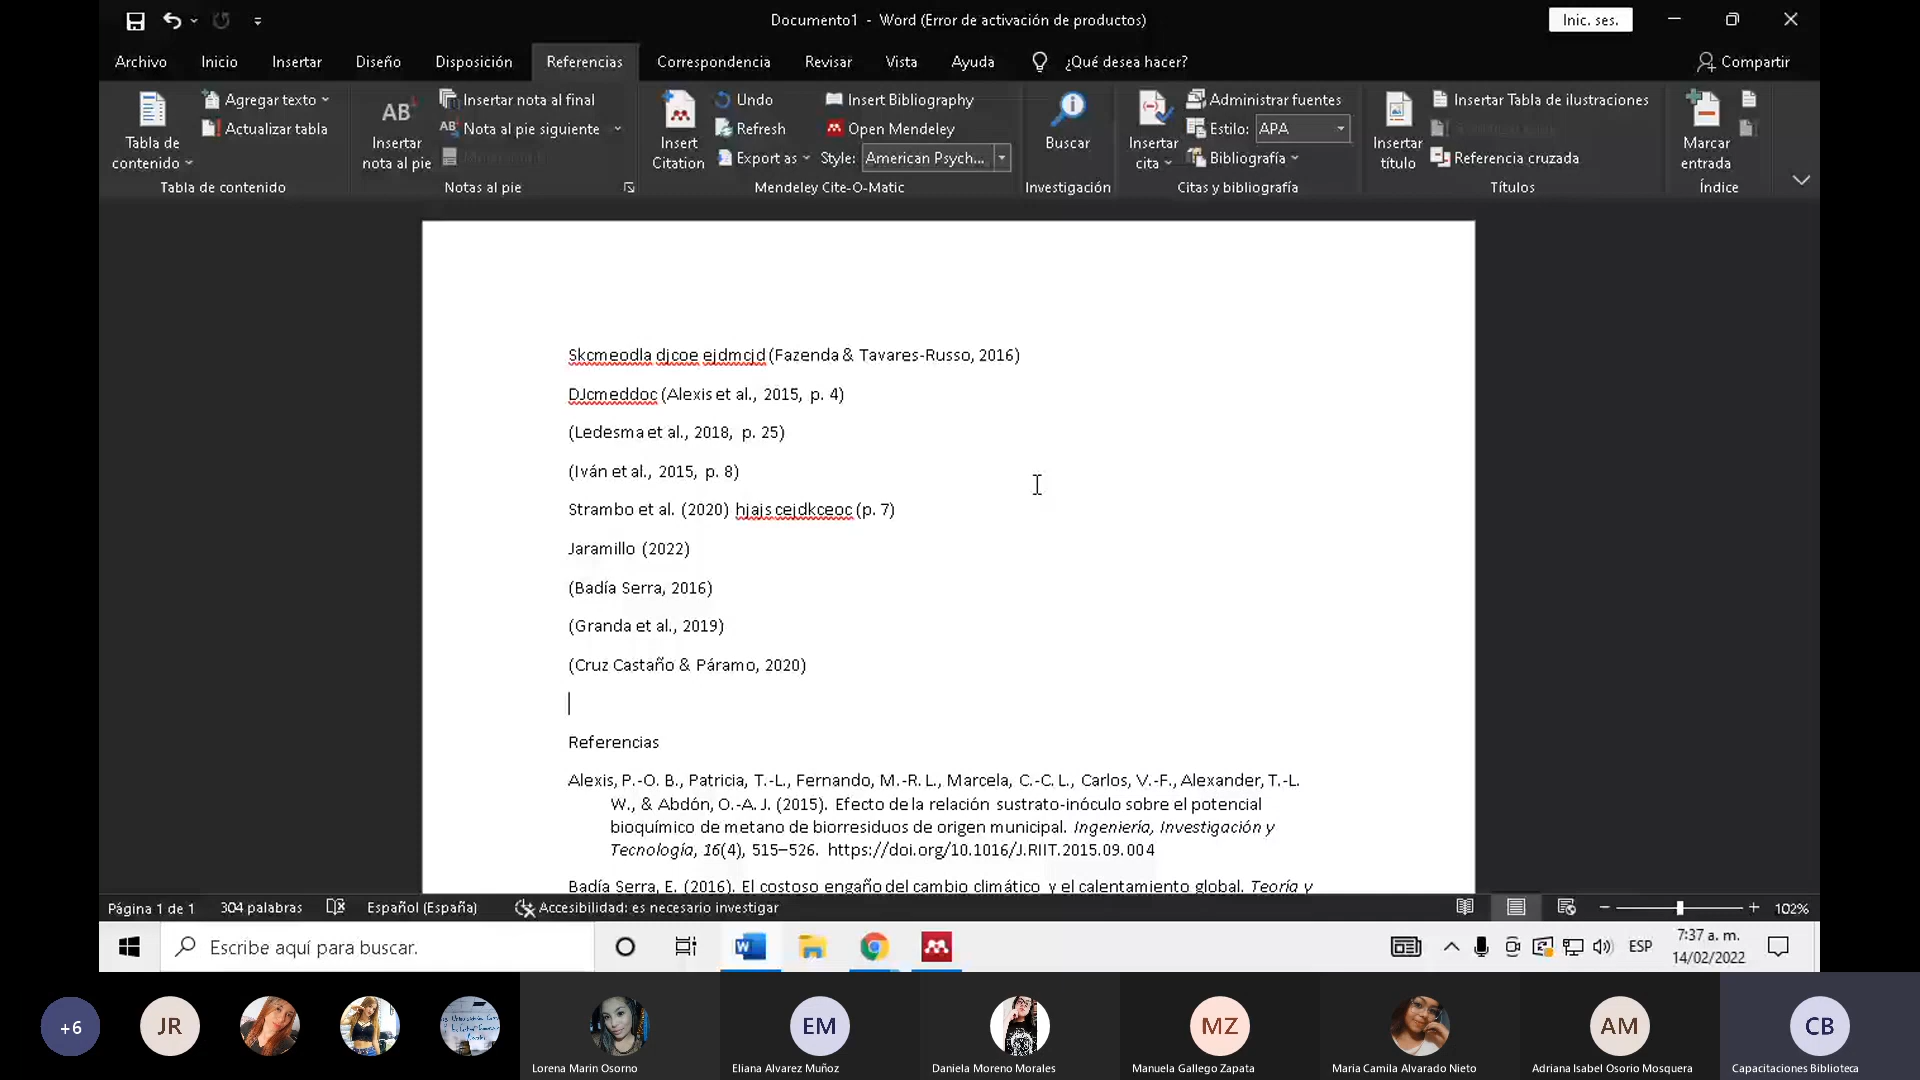 Documento1 - Word (Error de activación de productos)
Inic. ses.
Archivo Inicio Insertar Diseño Disposición Referencias Correspondencia Revisar Vista Ayuda ¿Qué desea hacer? Compartir
Tabla de contenido
Agregar texto
Actualizar tabla
Tabla de contenido
AB
Insertar nota al pie
Insertar nota al final
Nota al pie siguiente
Notas al pie
Insert Citation
Undo
Refresh
Export as
Insert Bibliography
Open Mendeley
Style: American Psych...
Mendeley Cite-O-Matic
Buscar
Investigación
Insertar cita
Administrar fuentes
Estilo: APA
Bibliografía
Citas y bibliografía
Insertar título
Insertar Tabla de ilustraciones
Referencia cruzada
Títulos
Marcar entrada
Índice
Skcmeodla djcoe ejdmcjd (Fazenda & Tavares-Russo, 2016)
DJcmeddoc (Alexis et al., 2015, p. 4)
(Ledesma et al., 2018, p. 25)
(Iván et al., 2015, p. 8)
Strambo et al. (2020) hjajs cejdkceoc (p. 7)
Jaramillo (2022)
(Badía Serra, 2016)
(Granda et al., 2019)
(Cruz Castaño & Páramo, 2020)
Referencias
Alexis, P.-O. B., Patricia, T.-L., Fernando, M.-R. L., Marcela, C.-C. L., Carlos, V.-F., Alexander, T.-L.
W., & Abdón, O.-A. J. (2015). Efecto de la relación sustrato-inóculo sobre el potencial
bioquímico de metano de biorresiduos de origen municipal. Ingeniería, Investigación y
Tecnología, 16(4), 515–526. https://doi.org/10.1016/J.RIIT.2015.09.004
Badía Serra, E. (2016). El costoso engaño del cambio climático y el calentamiento global. Teoría y
Página 1 de 1 304 palabras Español (España) Accesibilidad: es necesario investigar 102%
Escribe aquí para buscar.
ESP
7:37 a. m.
14/02/2022
+6 JR EM MZ AM CB
Lorena Marin Osorno Eliana Alvarez Muñoz Daniela Moreno Morales Manuela Gallego Zapata Maria Camila Alvarado Nieto Adriana Isabel Osorio Mosquera Capacitaciones Biblioteca